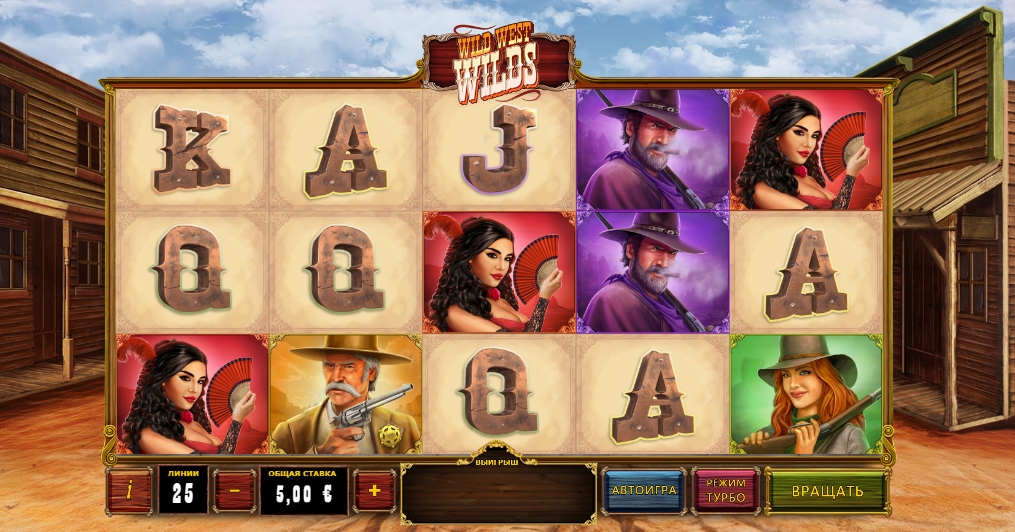 WILD WEST
WILDS
K A J
Q Q A
Q A
ЛИНИИ
25
ОБЩАЯ СТАВКА
5,00 €
ВЫИГРЫШ
i
−
+
АВТОИГРА
РЕЖИМ
ТУРБО
ВРАЩАТЬ